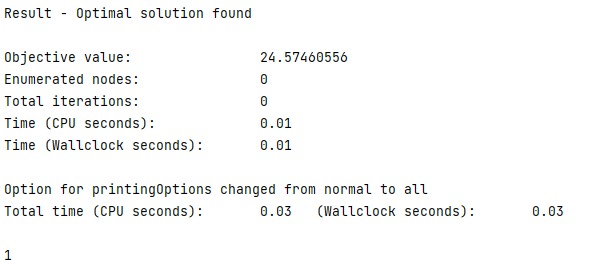 Result - Optimal solution found
Objective value: 24.57460556
Enumerated nodes: 0
Total iterations: 0
Time (CPU seconds): 0.01
Time (Wallclock seconds): 0.01
Option for printingOptions changed from normal to all
Total time (CPU seconds): 0.03 (Wallclock seconds): 0.03
1